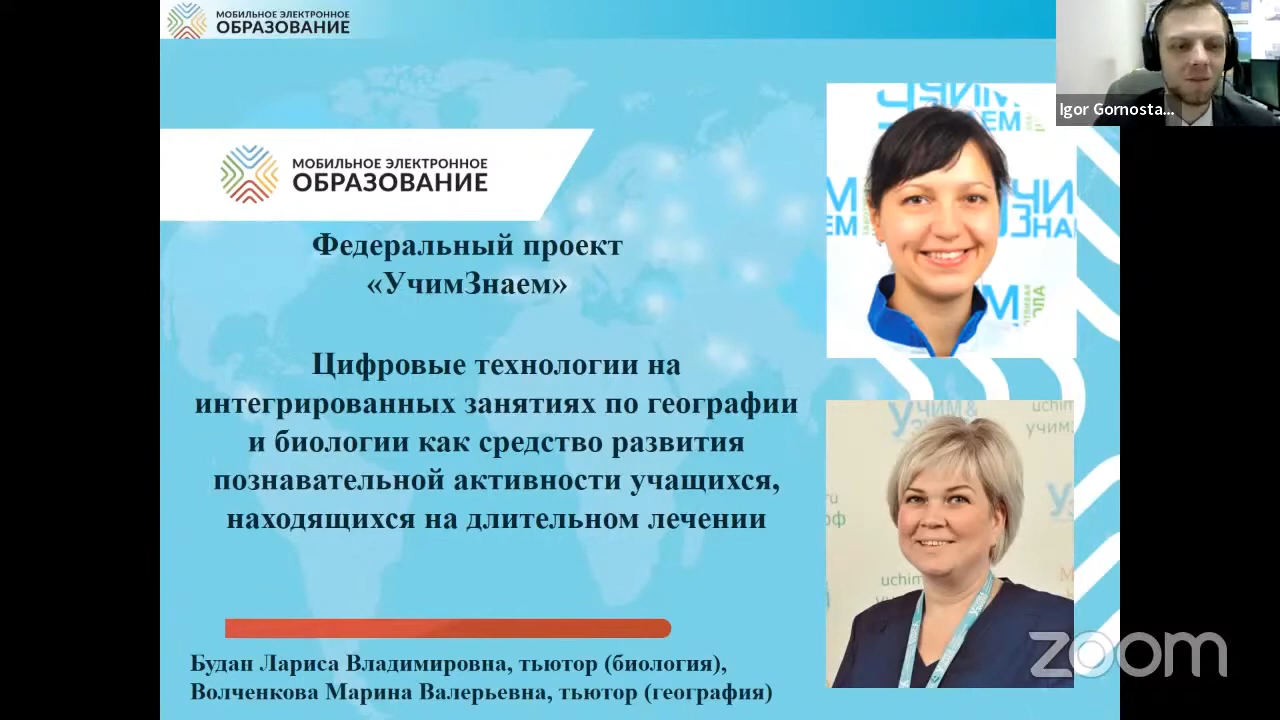 МОБИЛЬНОЕ ЭЛЕКТРОННОЕ
ОБРАЗОВАНИЕ
Igor Gornosta...
МОБИЛЬНОЕ ЭЛЕКТРОННОЕ
ОБРАЗОВАНИЕ
Федеральный проект
«УчимЗнаем»
Цифровые технологии на
интегрированных занятиях по географии
и биологии как средство развития
познавательной активности учащихся,
находящихся на длительном лечении
Будан Лариса Владимировна, тьютор (биология),
Волченкова Марина Валерьевна, тьютор (география)
zoom